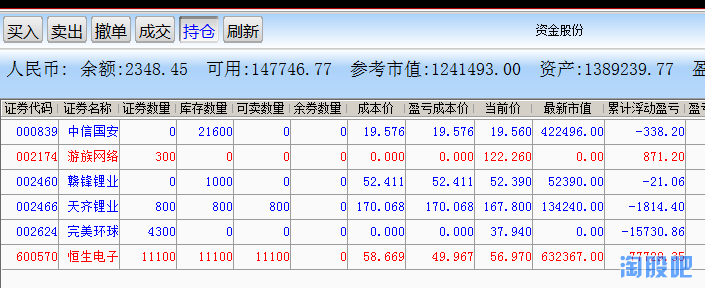 买入 卖出 撤单 成交 持仓 刷新 资金股份
人民币: 余额:2348.45 可用:147746.77 参考市值:1241493.00 资产:1389239.77 盈
证券代码 证券名称 证券数量 库存数量 可卖数量 余券数量 成本价 盈亏成本价 当前价 最新市值 累计浮动盈亏 盈亏
000839 中信国安 0 21600 0 0 19.576 19.576 19.560 422496.00 -338.20
002174 游族网络 300 0 0 0 0.000 0.000 122.260 0.00 871.20
002460 赣锋锂业 0 1000 0 0 52.411 52.411 52.390 52390.00 -21.06
002466 天齐锂业 800 800 800 0 170.068 170.068 167.800 134240.00 -1814.40
002624 完美环球 4300 0 0 0 0.000 0.000 37.940 0.00 -15730.86
600570 恒生电子 11100 11100 11100 0 58.669 49.967 56.970 632367.00
淘股吧